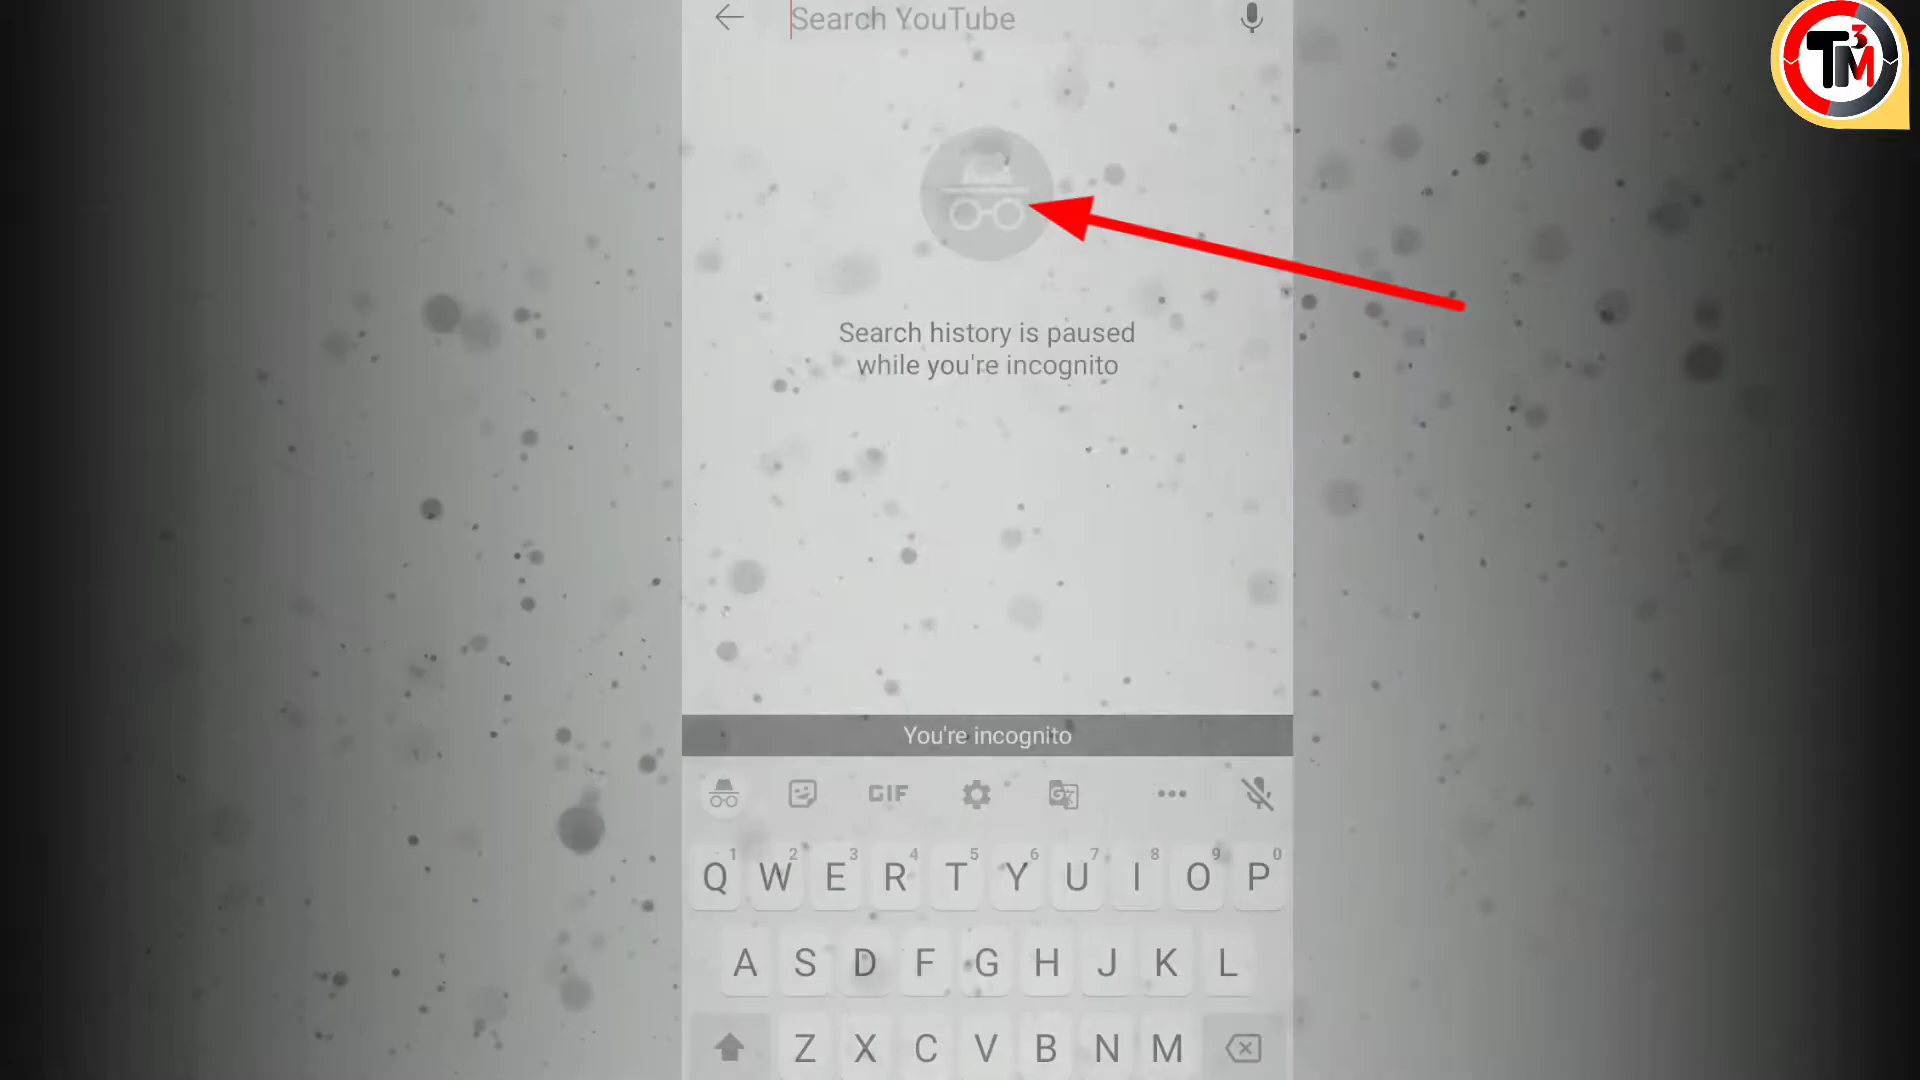 Search YouTube
TM3
Search history is paused
while you're incognito
You're incognito
GIF
G
1 2 3 4 5 6 7 8 9 0
Q W E R T Y U I O P
A S D F G H J K L
Z X C V B N M